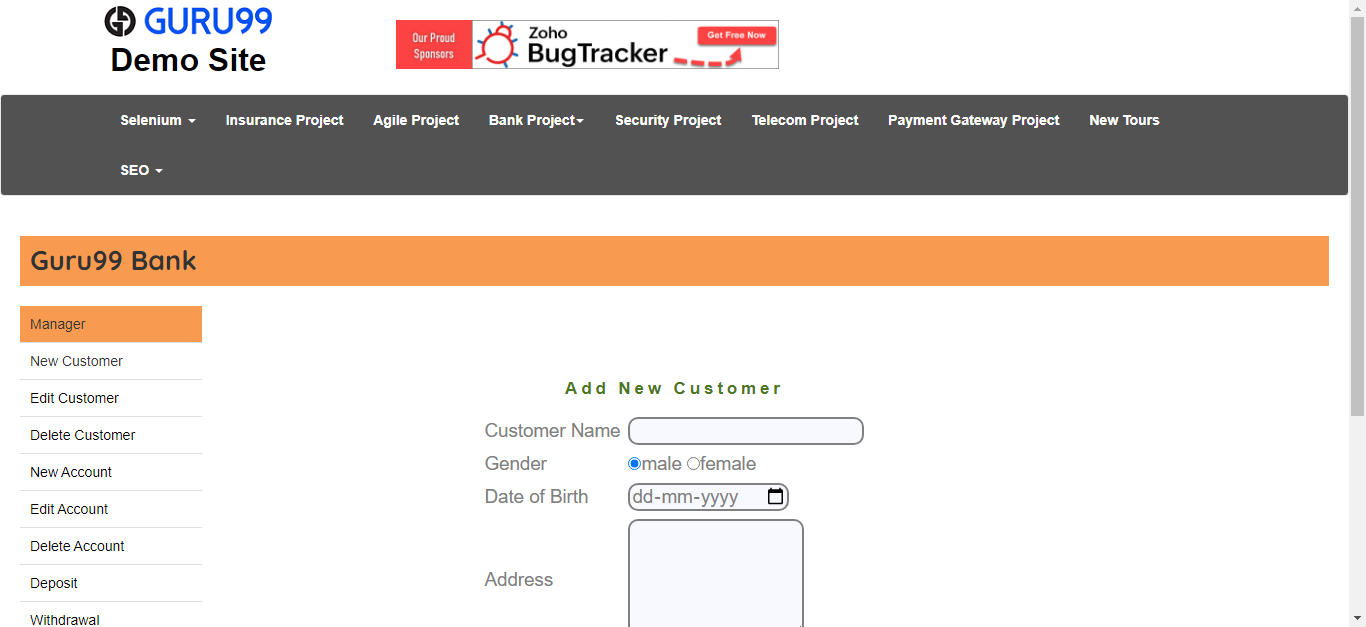 GURU99
Demo Site
Our Proud
Sponsors
Zoho
BugTracker
Get Free Now
Selenium Insurance Project Agile Project Bank Project Security Project Telecom Project Payment Gateway Project New Tours
SEO
Guru99 Bank
Manager
New Customer
Edit Customer
Delete Customer
New Account
Edit Account
Delete Account
Deposit
Withdrawal
Add New Customer
Customer Name
Gender male female
Date of Birth dd-mm-yyyy
Address